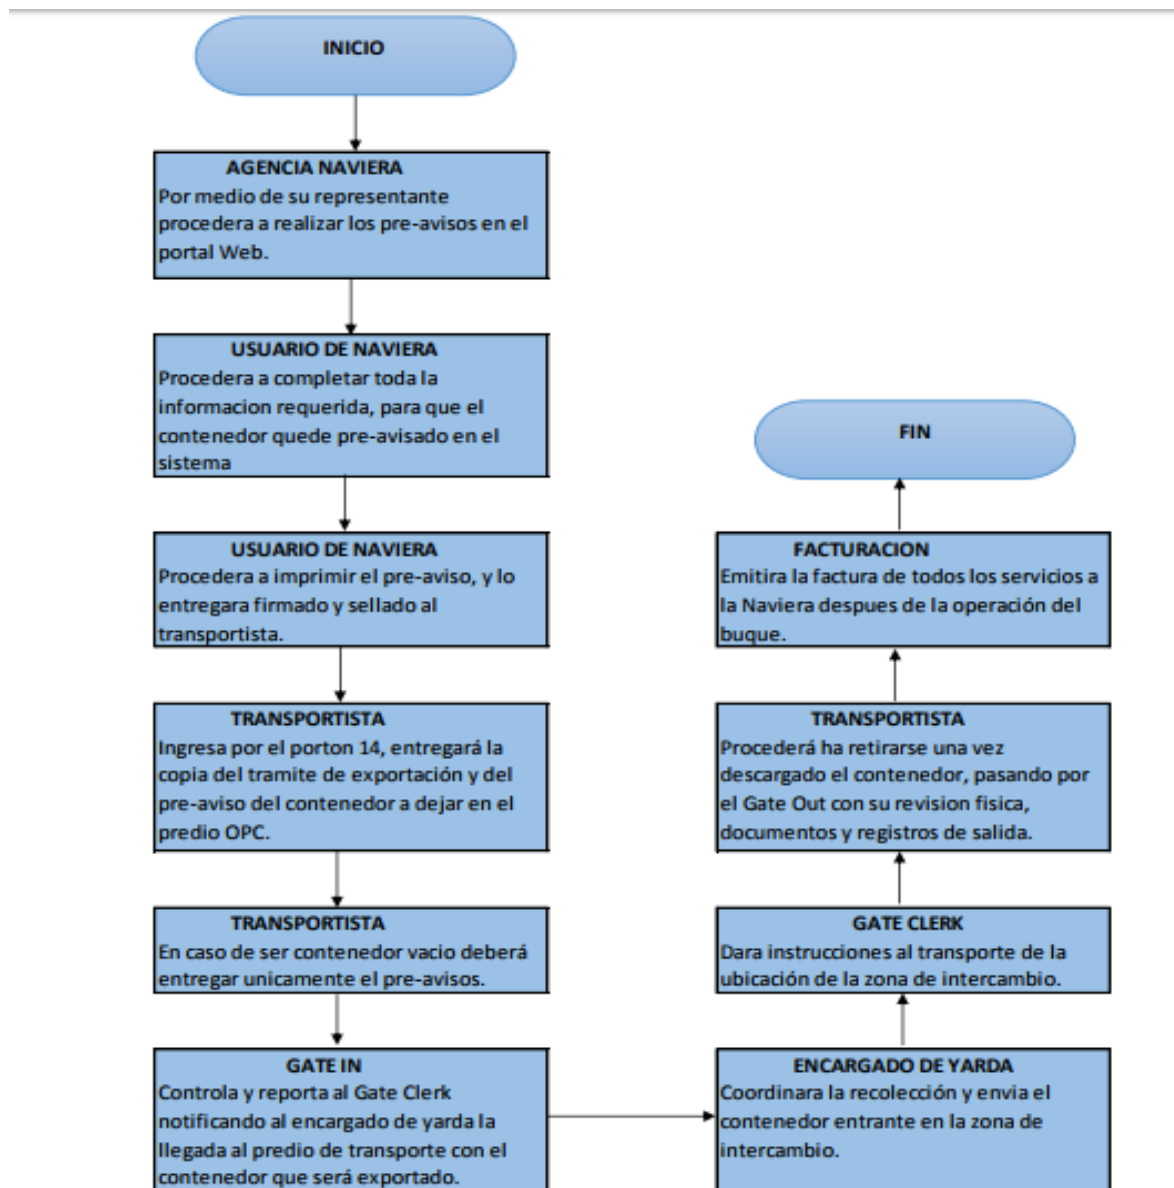 INICIO
AGENCIA NAVIERA
Por medio de su representante
procedera a realizar los pre-avisos en el
portal Web.
USUARIO DE NAVIERA
Procedera a completar toda la
informacion requerida, para que el
contenedor quede pre-avisado en el
sistema
USUARIO DE NAVIERA
Procedera a imprimir el pre-aviso, y lo
entregara firmado y sellado al
transportista.
TRANSPORTISTA
Ingresa por el porton 14, entregará la
copia del tramite de exportación y del
pre-aviso del contenedor a dejar en el
predio OPC.
TRANSPORTISTA
En caso de ser contenedor vacio deberá
entregar unicamente el pre-avisos.
GATE IN
Controla y reporta al Gate Clerk
notificando al encargado de yarda la
llegada al predio de transporte con el
contenedor que será exportado.
ENCARGADO DE YARDA
Coordinara la recolección y envia el
contenedor entrante en la zona de
intercambio.
GATE CLERK
Dara instrucciones al transporte de la
ubicación de la zona de intercambio.
TRANSPORTISTA
Procederá ha retirarse una vez
descargado el contenedor, pasando por
el Gate Out con su revision fisica,
documentos y registros de salida.
FACTURACION
Emitira la factura de todos los servicios a
la Naviera despues de la operación del
buque.
FIN